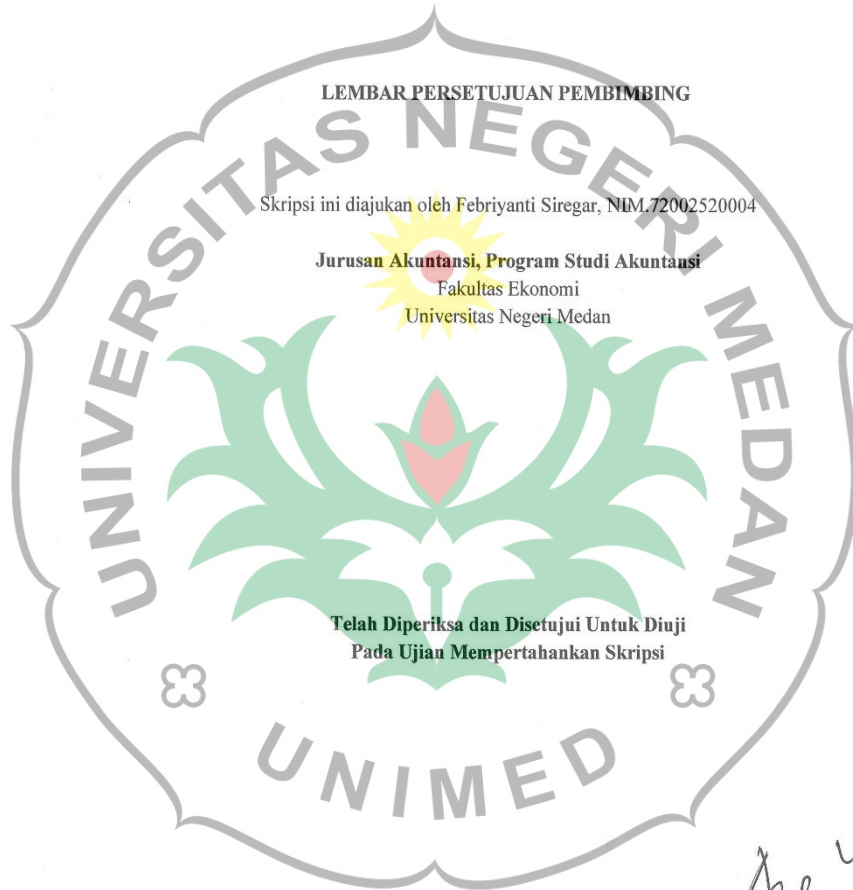 LEMBAR PERSETUJUAN PEMBIMBING
UNIVERSITAS NEGERI MEDAN
Skripsi ini diajukan oleh Febriyanti Siregar, NIM.72002520004
Jurusan Akuntansi, Program Studi Akuntansi
Fakultas Ekonomi
Universitas Negeri Medan
Telah Diperiksa dan Disetujui Untuk Diuji
Pada Ujian Mempertahankan Skripsi
UNIMED